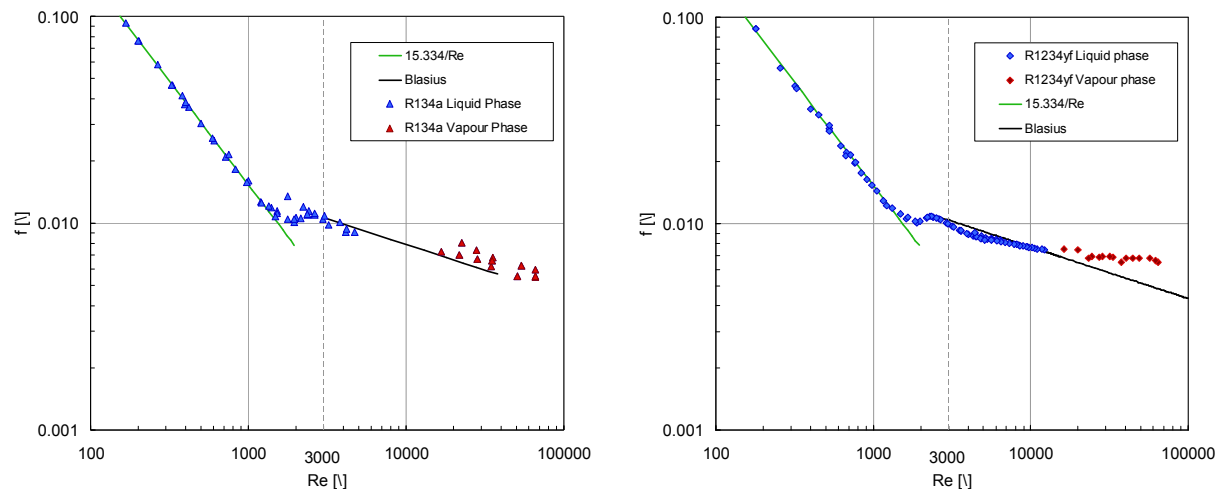 0.100
0.010
0.001
f [\]
15.334/Re
Blasius
R134a Liquid Phase
R134a Vapour Phase
100
1000
3000
10000
100000
Re [\]
0.100
0.010
0.001
f [\]
R1234yf Liquid phase
R1234yf Vapour phase
15.334/Re
Blasius
100
1000
3000
10000
100000
Re [\]